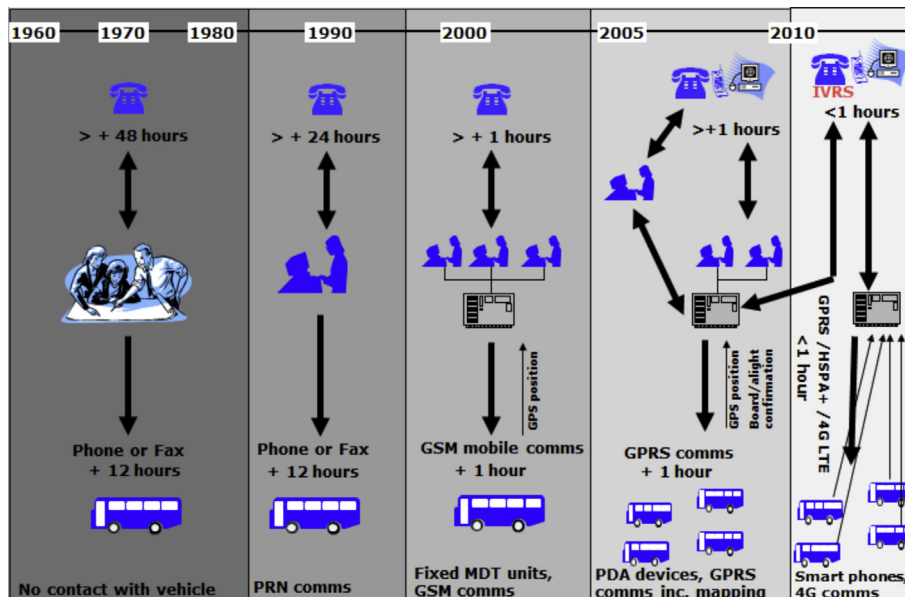 1960 1970 1980 1990 2000 2005 2010
> + 48 hours
Phone or Fax
+ 12 hours
No contact with vehicle
> + 24 hours
Phone or Fax
+ 12 hours
PRN comms
> + 1 hours
GPS position
GSM mobile comms
+ 1 hour
Fixed MDT units,
GSM comms
>+1 hours
GPS position
Board/alight
confirmation
GPRS comms
+ 1 hour
PDA devices, GPRS
comms inc. mapping
IVRS
<1 hours
GPRS /HSPA+ /4G LTE
<1 hour
Smart phones,
4G comms